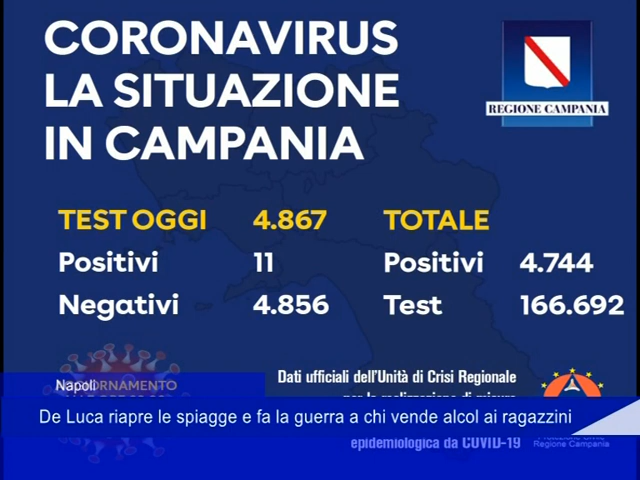 CORONAVIRUS
LA SITUAZIONE
IN CAMPANIA
REGIONE CAMPANIA
TEST OGGI 4.867
Positivi 11
Negativi 4.856
TOTALE
Positivi 4.744
Test 166.692
Dati ufficiali dell'Unità di Crisi Regionale
epidemiologica da COVID-19
Regione Campania
Napoli
De Luca riapre le spiagge e fa la guerra a chi vende alcol ai ragazzini